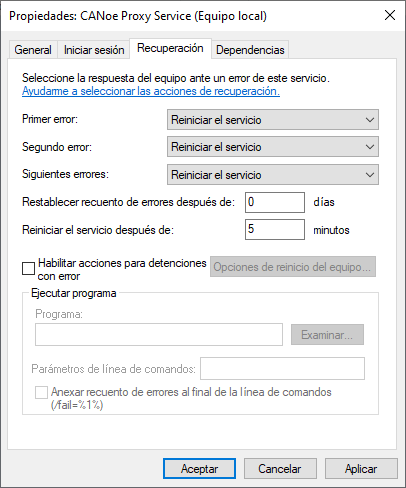 Propiedades: CANoe Proxy Service (Equipo local)
General Iniciar sesión Recuperación Dependencias
Seleccione la respuesta del equipo ante un error de este servicio.
Ayudarme a seleccionar las acciones de recuperación.
Primer error: Reiniciar el servicio
Segundo error: Reiniciar el servicio
Siguientes errores: Reiniciar el servicio
Restablecer recuento de errores después de: 0 días
Reiniciar el servicio después de: 5 minutos
Habilitar acciones para detenciones
con error
Opciones de reinicio del equipo...
Ejecutar programa
Programa:
Examinar...
Parámetros de línea de comandos:
Anexar recuento de errores al final de la línea de comandos
(/fail=%1%)
Aceptar Cancelar Aplicar